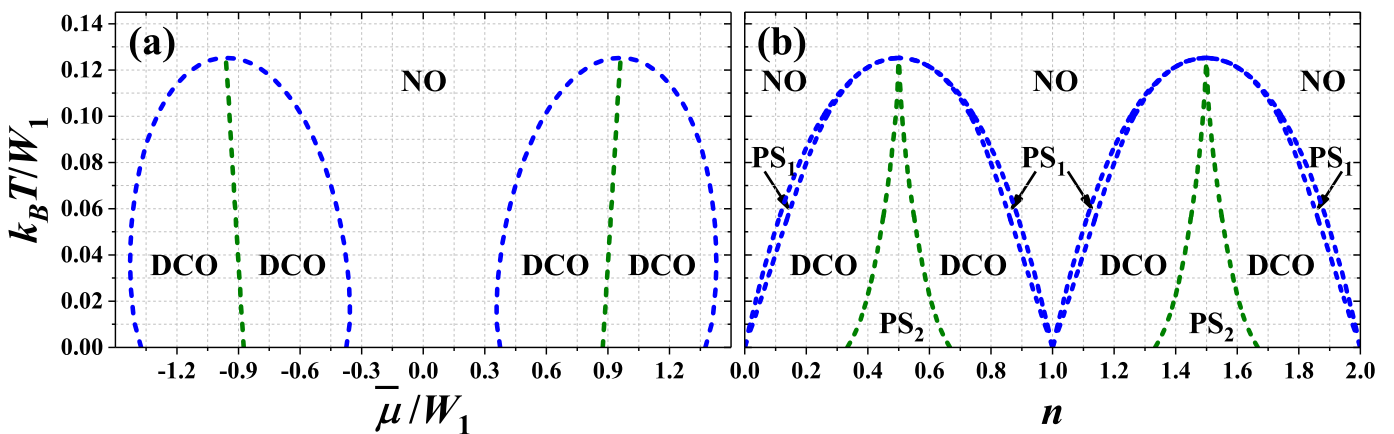 (a)
NO
DCO
DCO
DCO
DCO
0.14
0.12
0.10
0.08
0.06
0.04
0.02
0.00
k_B T/W_1
-1.2 -0.9 -0.6 -0.3 0.0 0.3 0.6 0.9 1.2
μ̄/W_1
(b)
NO
NO
NO
PS_1
PS_1
PS_1
DCO
DCO
DCO
DCO
PS_2
PS_2
0.0 0.2 0.4 0.6 0.8 1.0 1.2 1.4 1.6 1.8 2.0
n